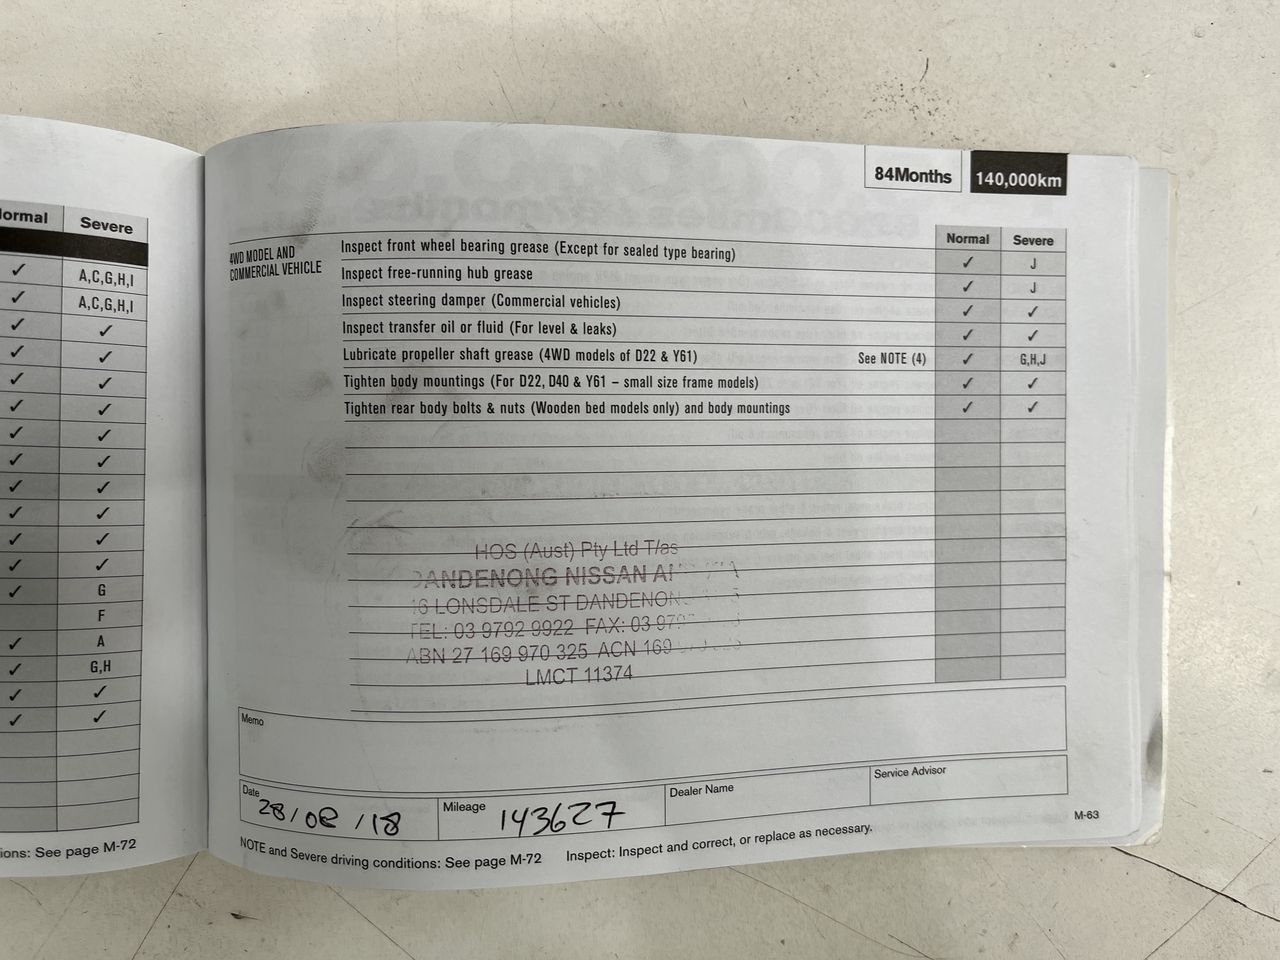 ormal Severe
✓ A,C,G,H,I
✓ A,C,G,H,I
✓ ✓
✓ ✓
✓ ✓
✓ ✓
✓ ✓
✓ ✓
✓ ✓
✓ ✓
✓ ✓
✓ ✓
✓ G
F
✓ A
✓ G,H
✓ ✓
✓ ✓
ions: See page M-72
84Months 140,000km
Normal Severe
4WD MODEL AND
COMMERCIAL VEHICLE
Inspect front wheel bearing grease (Except for sealed type bearing) ✓ J
Inspect free-running hub grease ✓ J
Inspect steering damper (Commercial vehicles) ✓ ✓
Inspect transfer oil or fluid (For level & leaks) ✓ ✓
Lubricate propeller shaft grease (4WD models of D22 & Y61) See NOTE (4) ✓ G,H,J
Tighten body mountings (For D22, D40 & Y61 – small size frame models) ✓ ✓
Tighten rear body bolts & nuts (Wooden bed models only) and body mountings ✓ ✓
HOS (Aust) Pty Ltd T/as
DANDENONG NISSAN
LONSDALE ST DANDENON
TEL: 03 9792 9922 FAX: 03
ABN 27 169 970 325 ACN 169
LMCT 11374
Memo
Date 28/08/18 Mileage 143627 Dealer Name Service Advisor
M-63
NOTE and Severe driving conditions: See page M-72 Inspect: Inspect and correct, or replace as necessary.